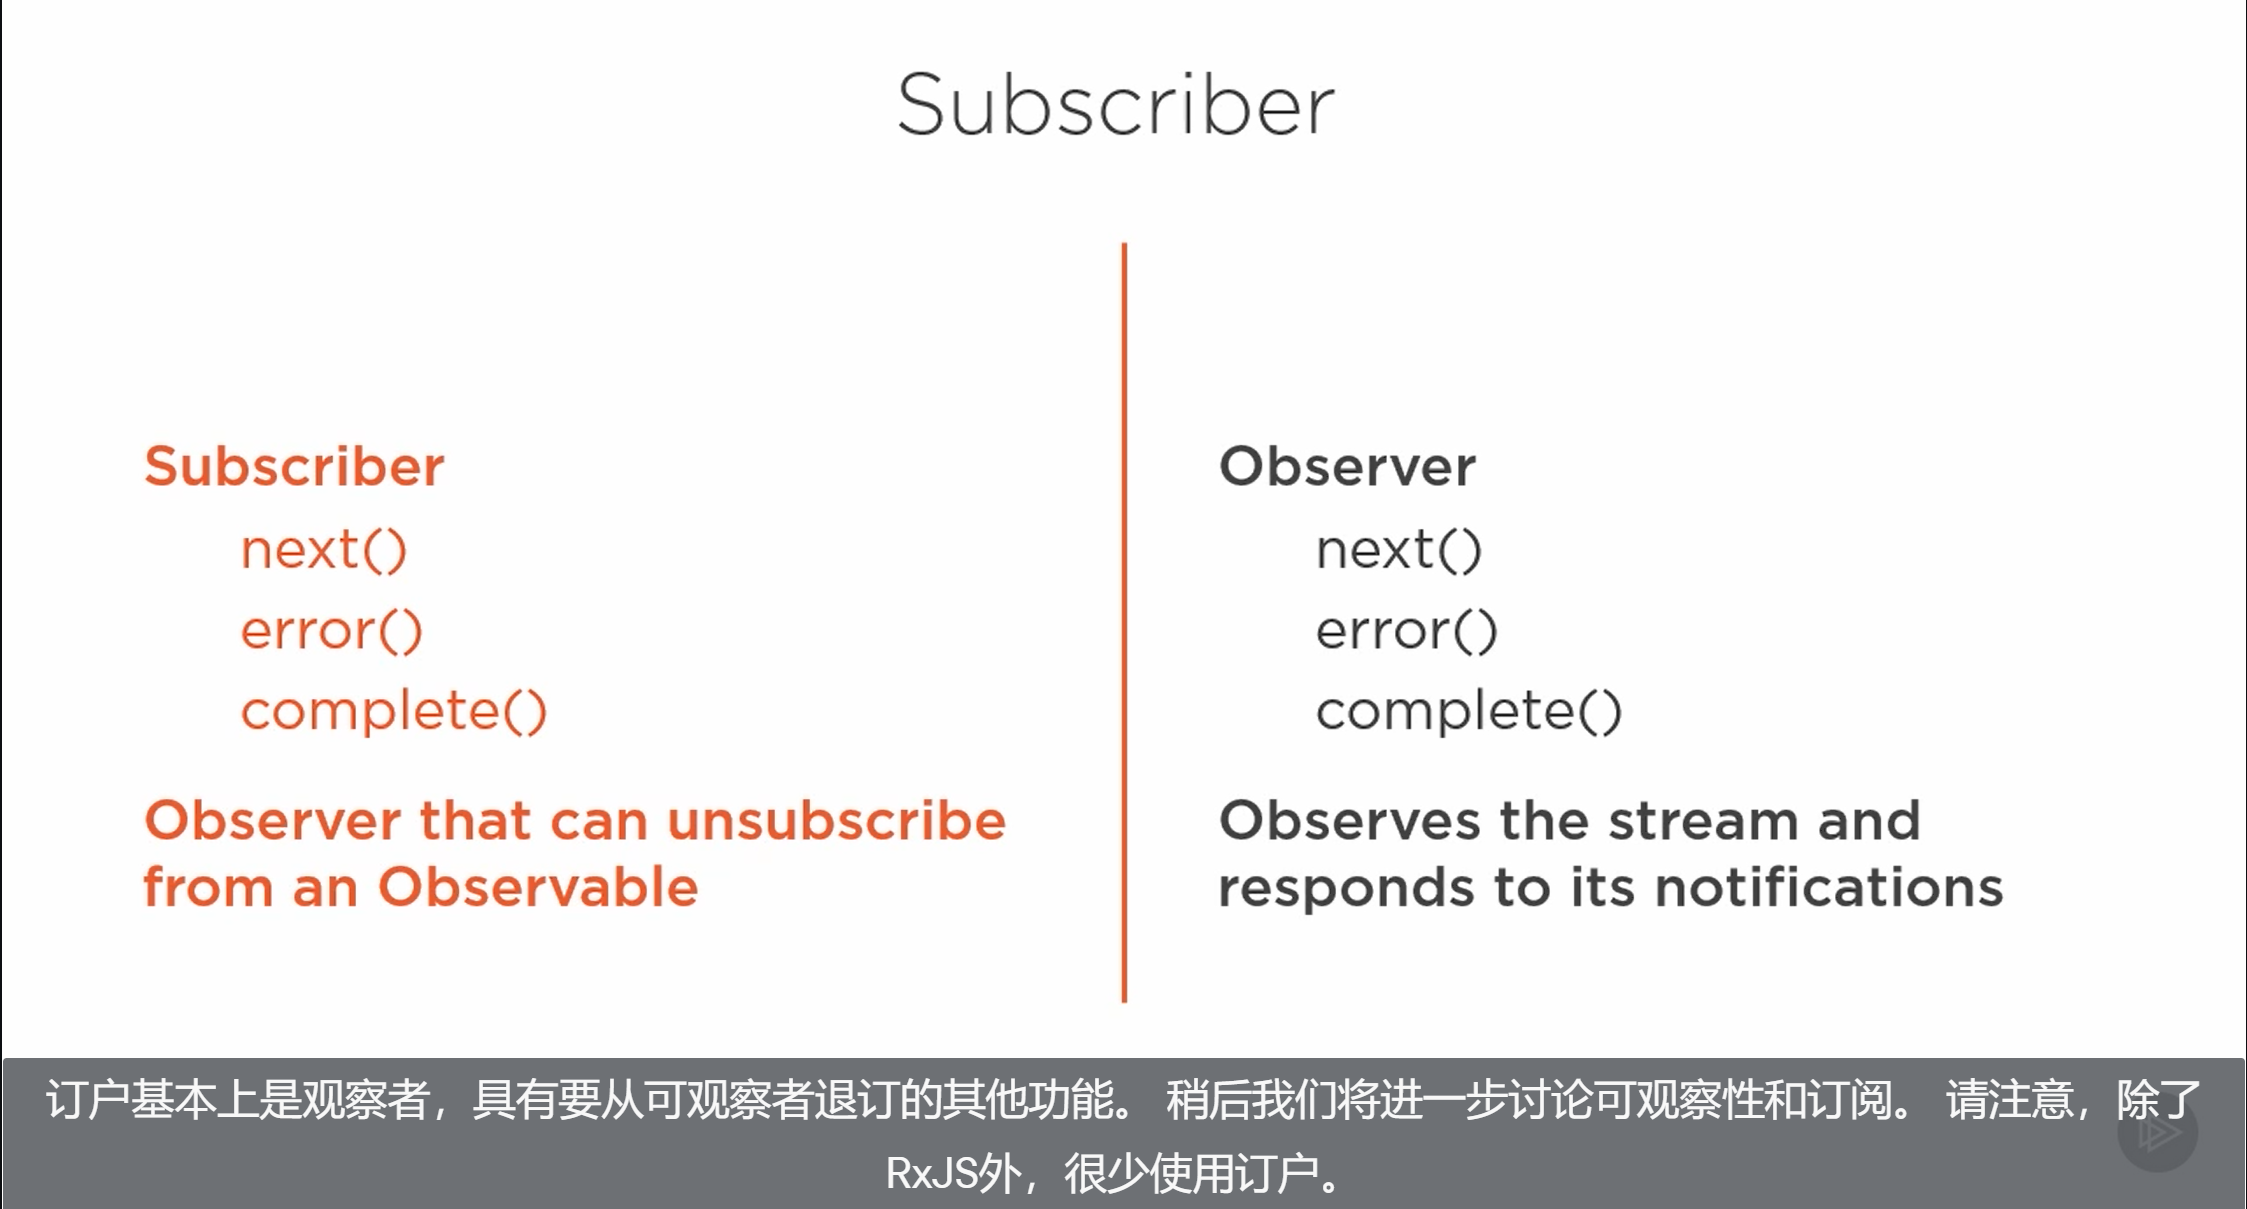 Subscriber
Subscriber
next()
error()
complete()
Observer that can unsubscribe
from an Observable
Observer
next()
error()
complete()
Observes the stream and
responds to its notifications
订户基本上是观察者，具有要从可观察者退订的其他功能。 稍后我们将进一步讨论可观察性和订阅。 请注意，除了
RxJS外，很少使用订户。